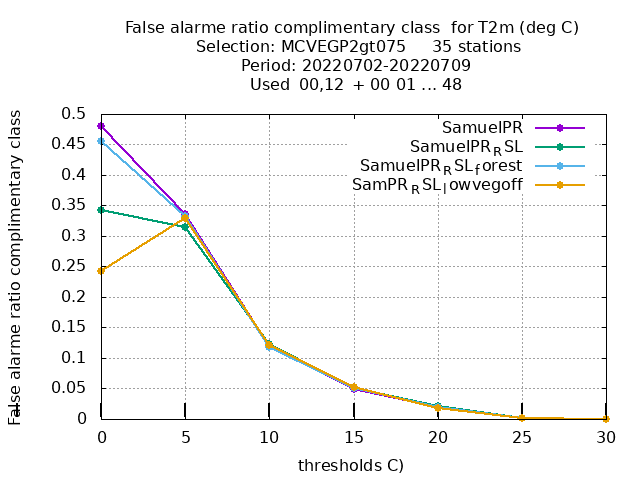 False alarme ratio complimentary class  for T2m (deg C)
Selection: MCVEGP2gt075     35 stations
Period: 20220702-20220709
Used  00,12  + 00 01 ... 48
False alarme ratio complimentary class
0.5
0.45
0.4
0.35
0.3
0.25
0.2
0.15
0.1
0.05
0
SamuelPR
SamuelPR_RSL
SamuelPR_RSL_forest
SamPR_RSL_lowvegoff
0 5 10 15 20 25 30
thresholds C)